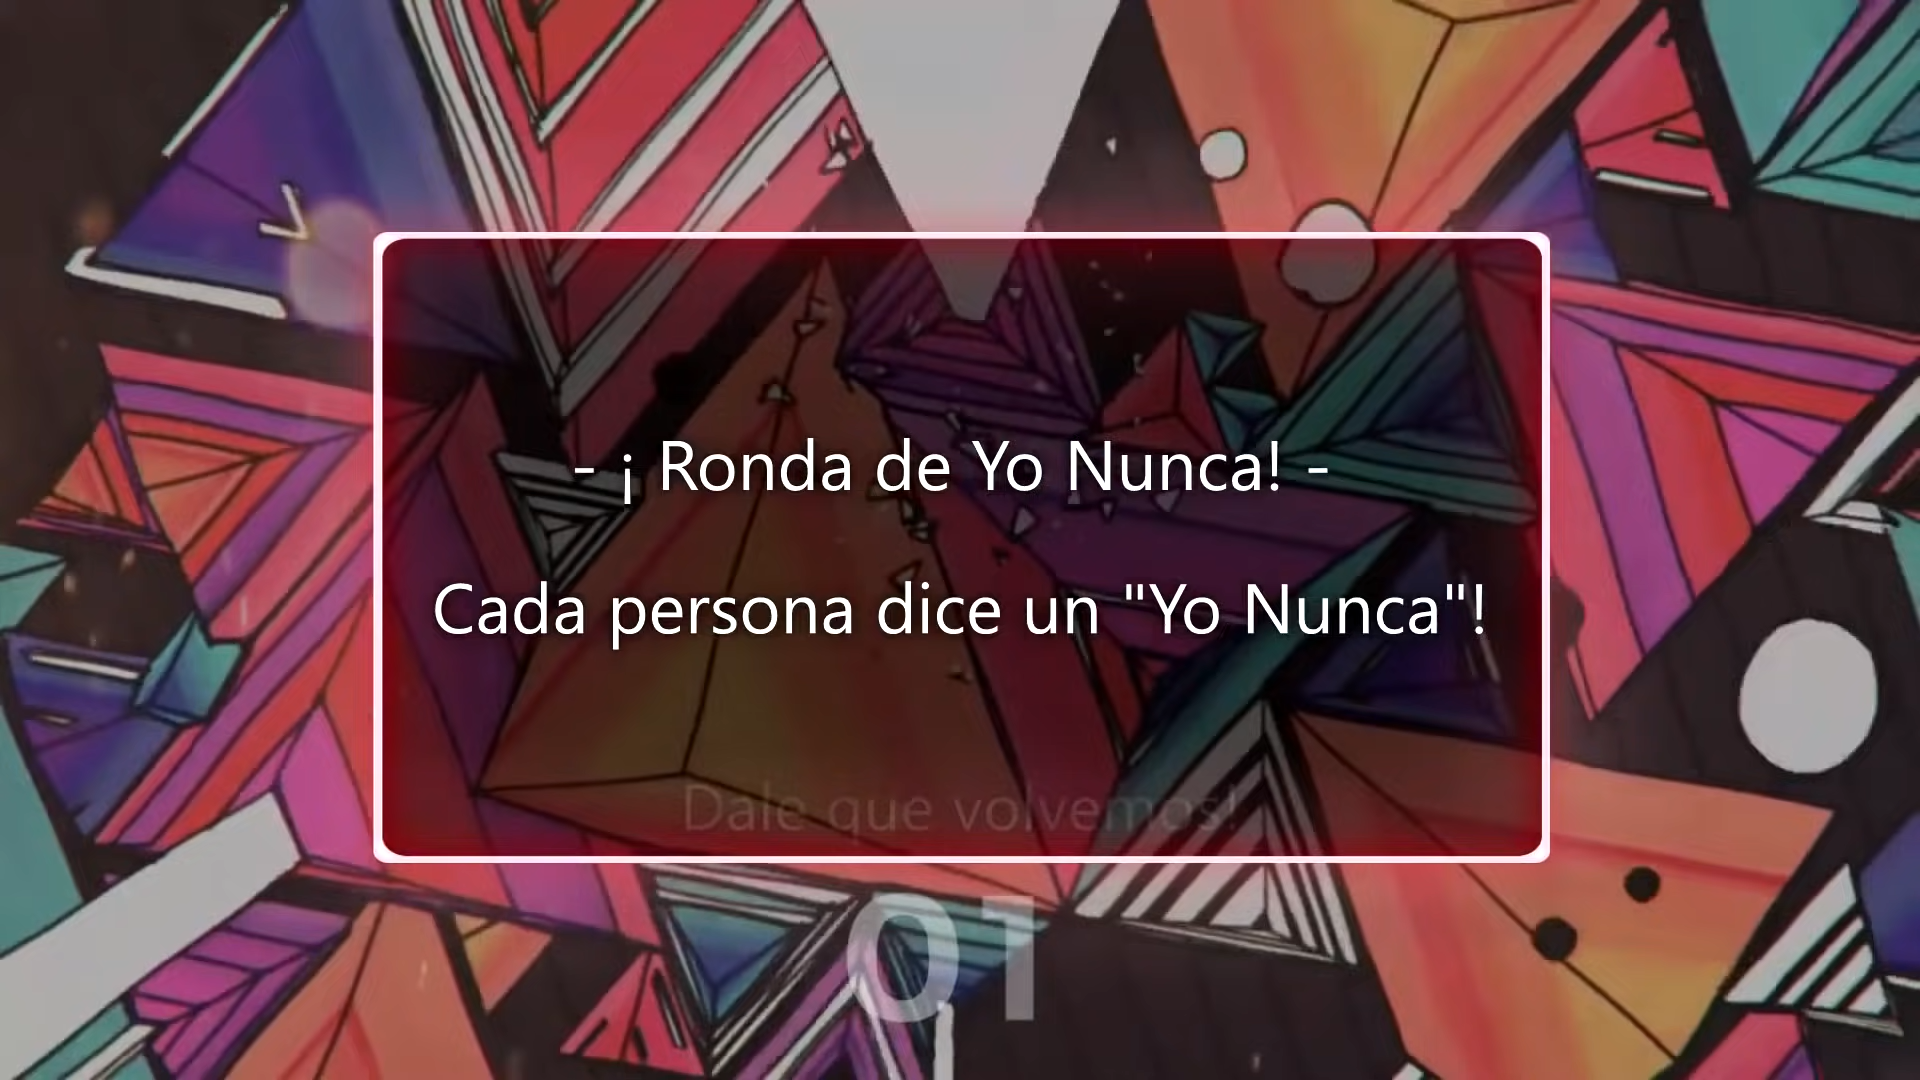 - ¡ Ronda de Yo Nunca! -
Cada persona dice un "Yo Nunca"!
Dale que volvemos!
01